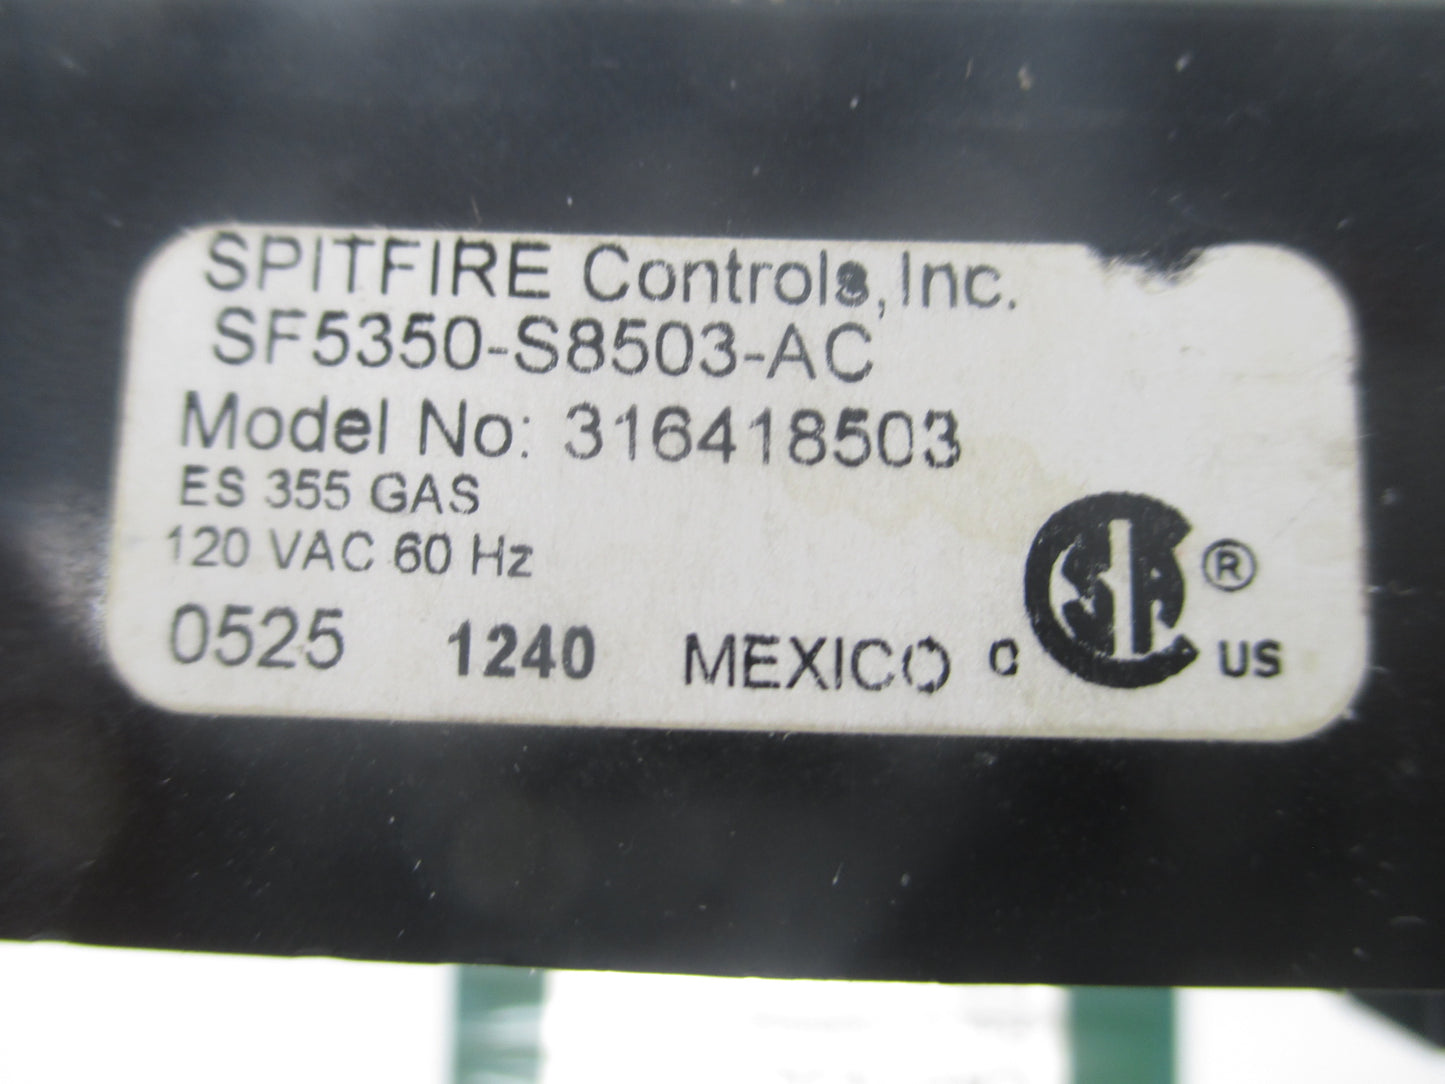 SPITFIRE Controls, Inc.
SF5350-S8503-AC
Model No: 316418503
ES 355 GAS
120 VAC 60 Hz
0525 1240 MEXICO C SA ® US